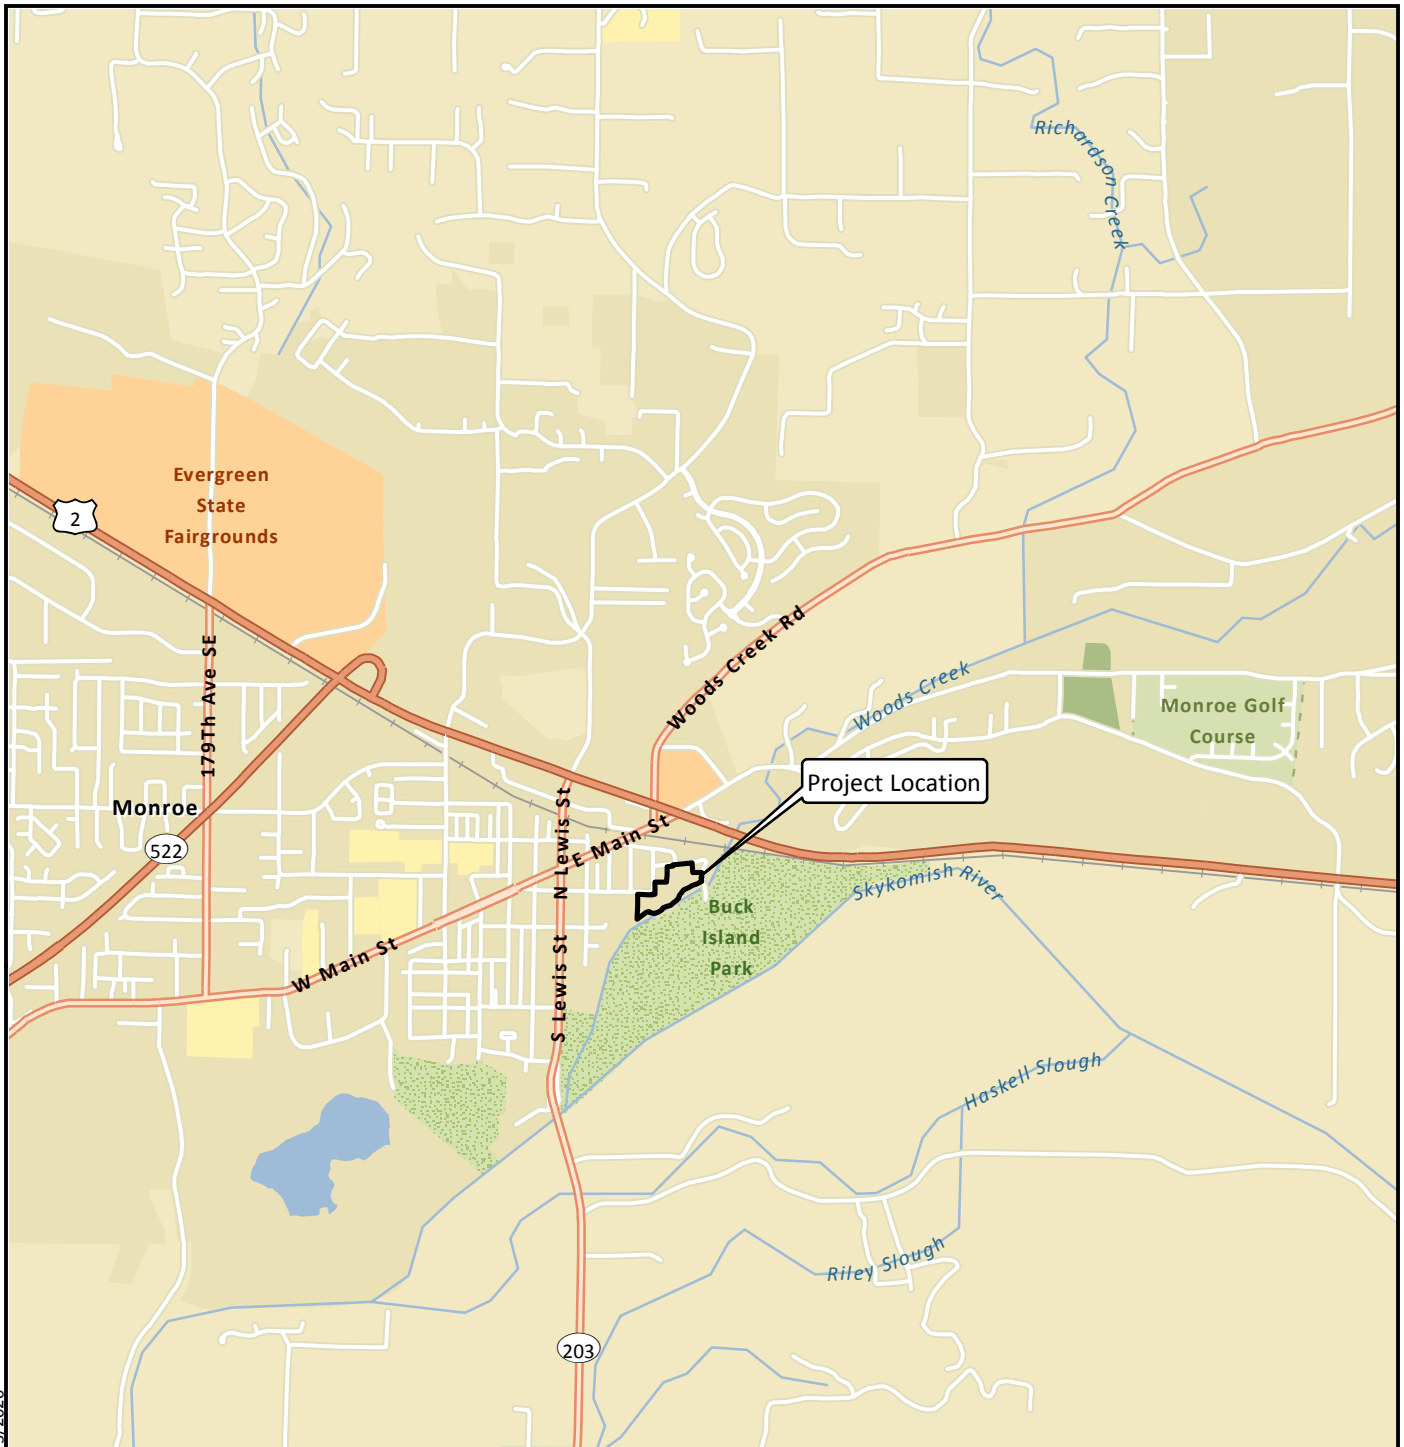 Richardson Creek
Evergreen
State
Fairgrounds
2
179Th Ave SE
Woods Creek Rd
Woods Creek
Monroe Golf
Course
Project Location
Monroe
522
N Lewis St
E Main St
Skykomish River
Buck
Island
Park
W Main St
S Lewis St
Haskell Slough
Riley Slough
203